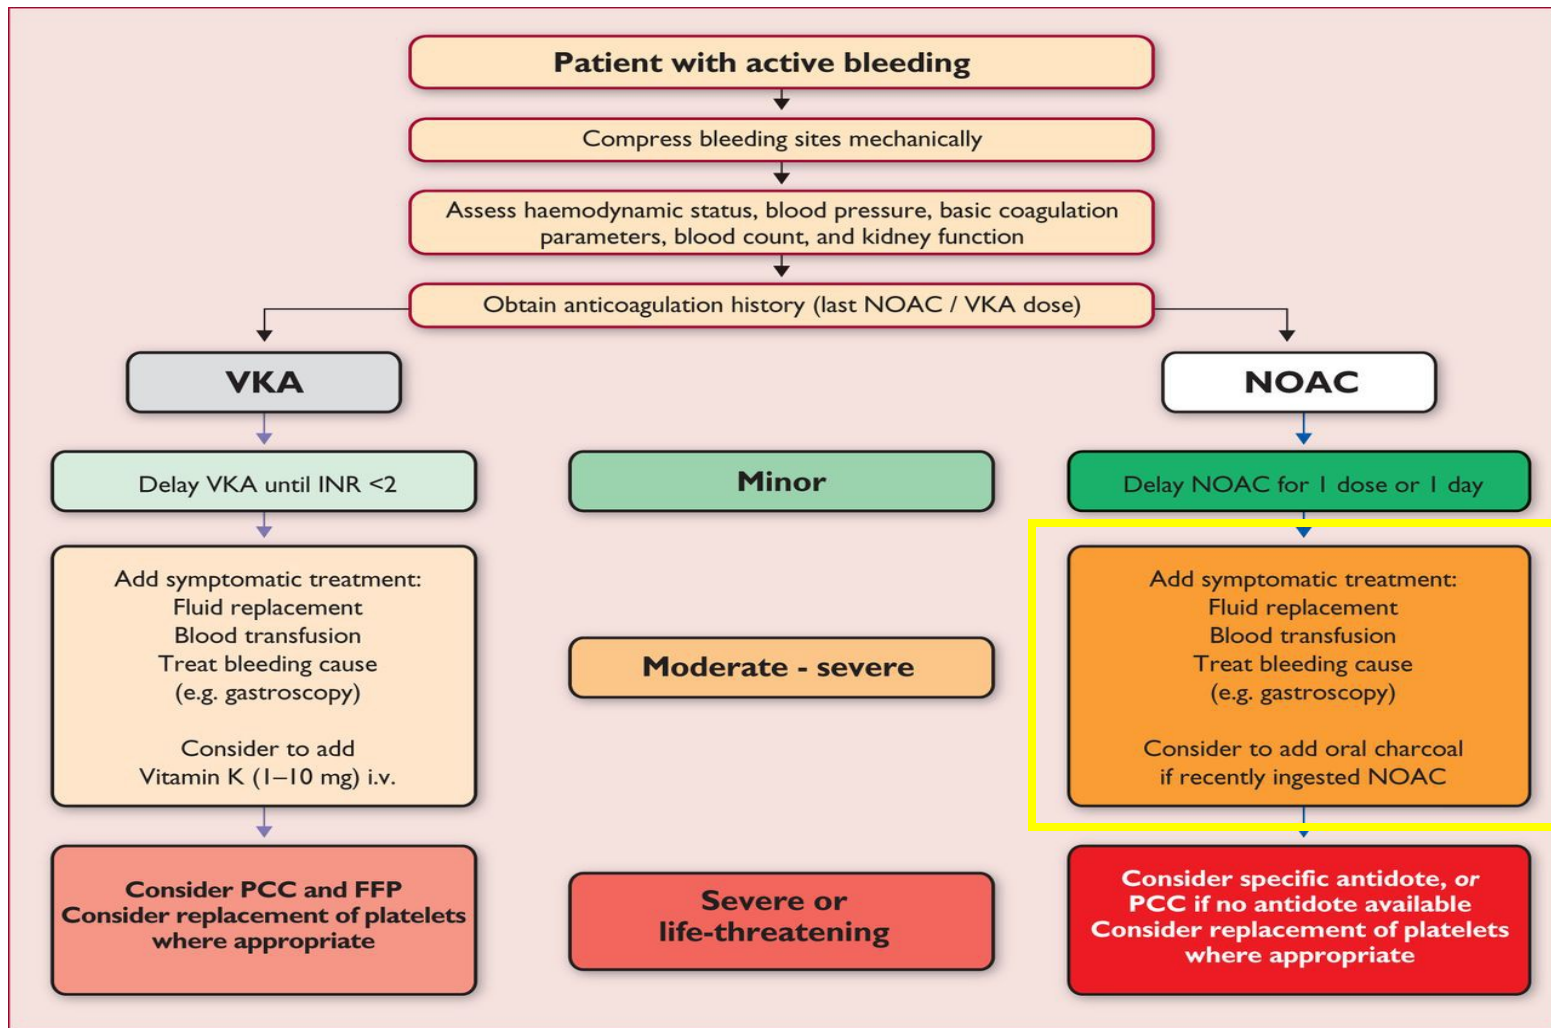 Patient with active bleeding
Compress bleeding sites mechanically
Assess haemodynamic status, blood pressure, basic coagulation
parameters, blood count, and kidney function
Obtain anticoagulation history (last NOAC / VKA dose)
VKA
NOAC
Delay VKA until INR <2
Minor
Delay NOAC for 1 dose or 1 day
Add symptomatic treatment:
Fluid replacement
Blood transfusion
Treat bleeding cause
(e.g. gastroscopy)
Consider to add
Vitamin K (1–10 mg) i.v.
Moderate - severe
Add symptomatic treatment:
Fluid replacement
Blood transfusion
Treat bleeding cause
(e.g. gastroscopy)
Consider to add oral charcoal
if recently ingested NOAC
Consider PCC and FFP
Consider replacement of platelets
where appropriate
Severe or
life-threatening
Consider specific antidote, or
PCC if no antidote available
Consider replacement of platelets
where appropriate